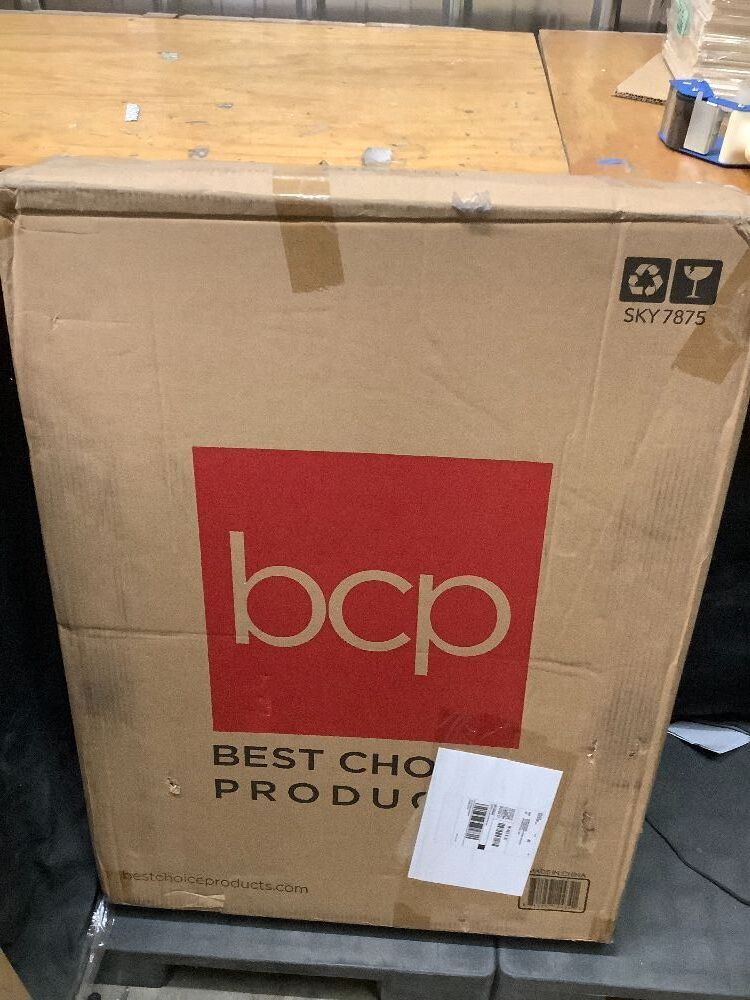 SKY7875
bcp
BEST CHO
PRODUC
bestchoiceproducts.com
MADE IN CHINA